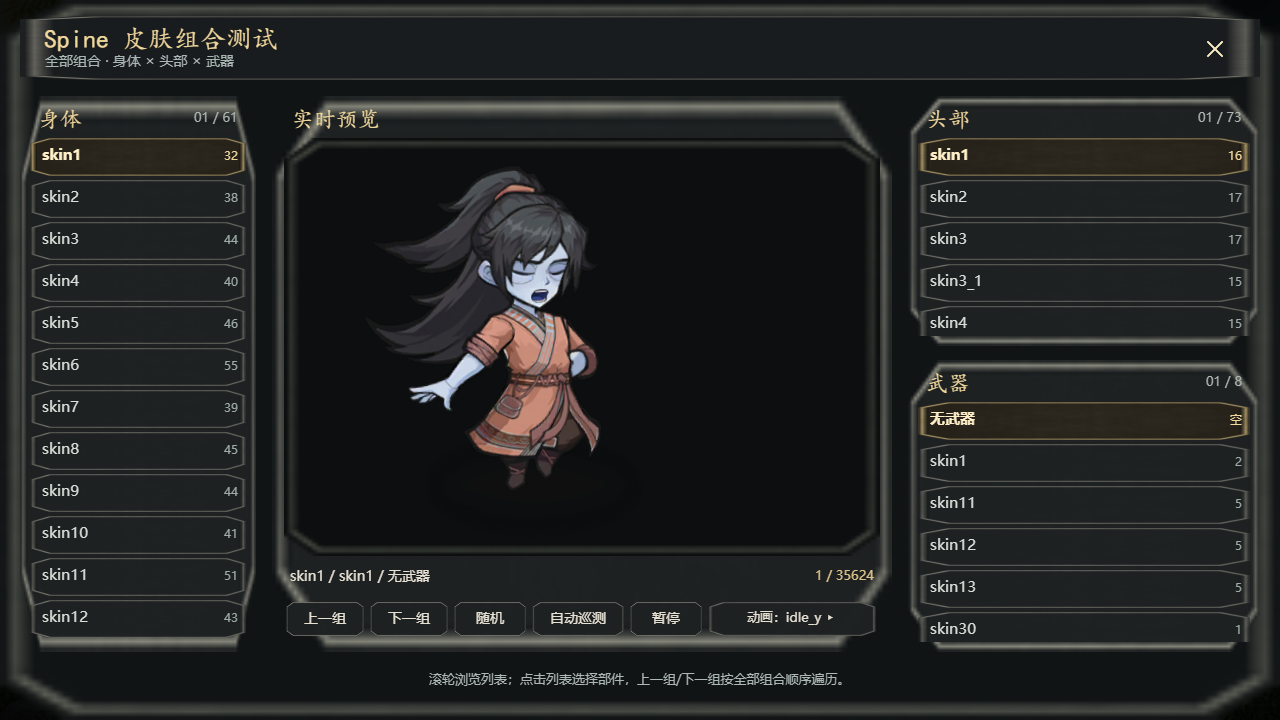 Spine 皮肤组合测试
全部组合 · 身体 × 头部 × 武器
身体 01 / 61
skin1 32
skin2 38
skin3 44
skin4 40
skin5 46
skin6 55
skin7 39
skin8 45
skin9 44
skin10 41
skin11 51
skin12 43
实时预览
skin1 / skin1 / 无武器 1 / 35624
上一组 下一组 随机 自动巡测 暂停 动画：idle_y ▸
头部 01 / 73
skin1 16
skin2 17
skin3 17
skin3_1 15
skin4 15
武器 01 / 8
无武器 空
skin1 2
skin11 5
skin12 5
skin13 5
skin30 1
滚轮浏览列表；点击列表选择部件，上一组/下一组按全部组合顺序遍历。